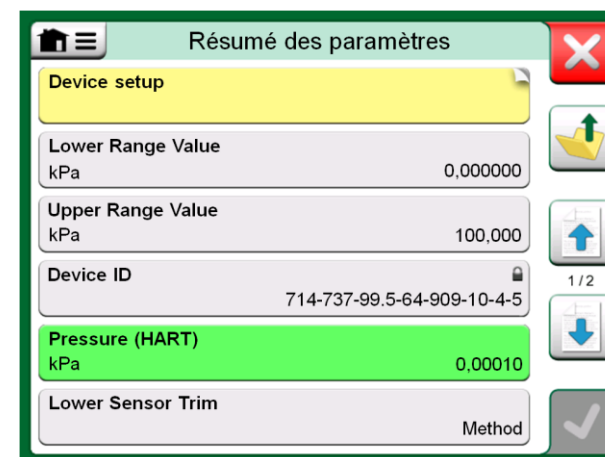 Résumé des paramètres
Device setup
Lower Range Value
kPa 0,000000
Upper Range Value
kPa 100,000
1 / 2
Device ID
714-737-99.5-64-909-10-4-5
Pressure (HART)
kPa 0,00010
Lower Sensor Trim
Method